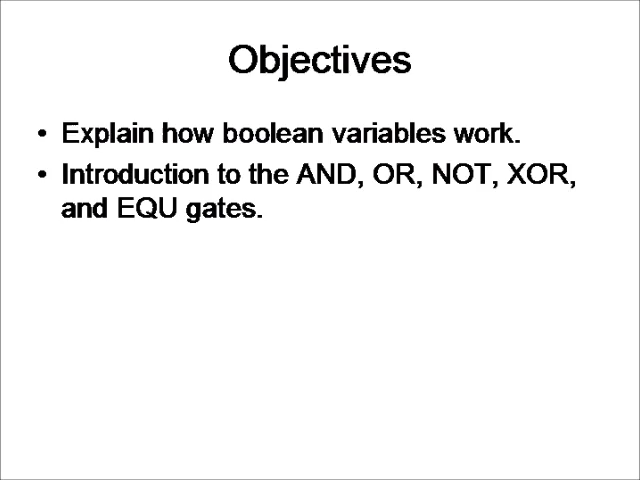 Objectives
• Explain how boolean variables work.
• Introduction to the AND, OR, NOT, XOR,
and EQU gates.